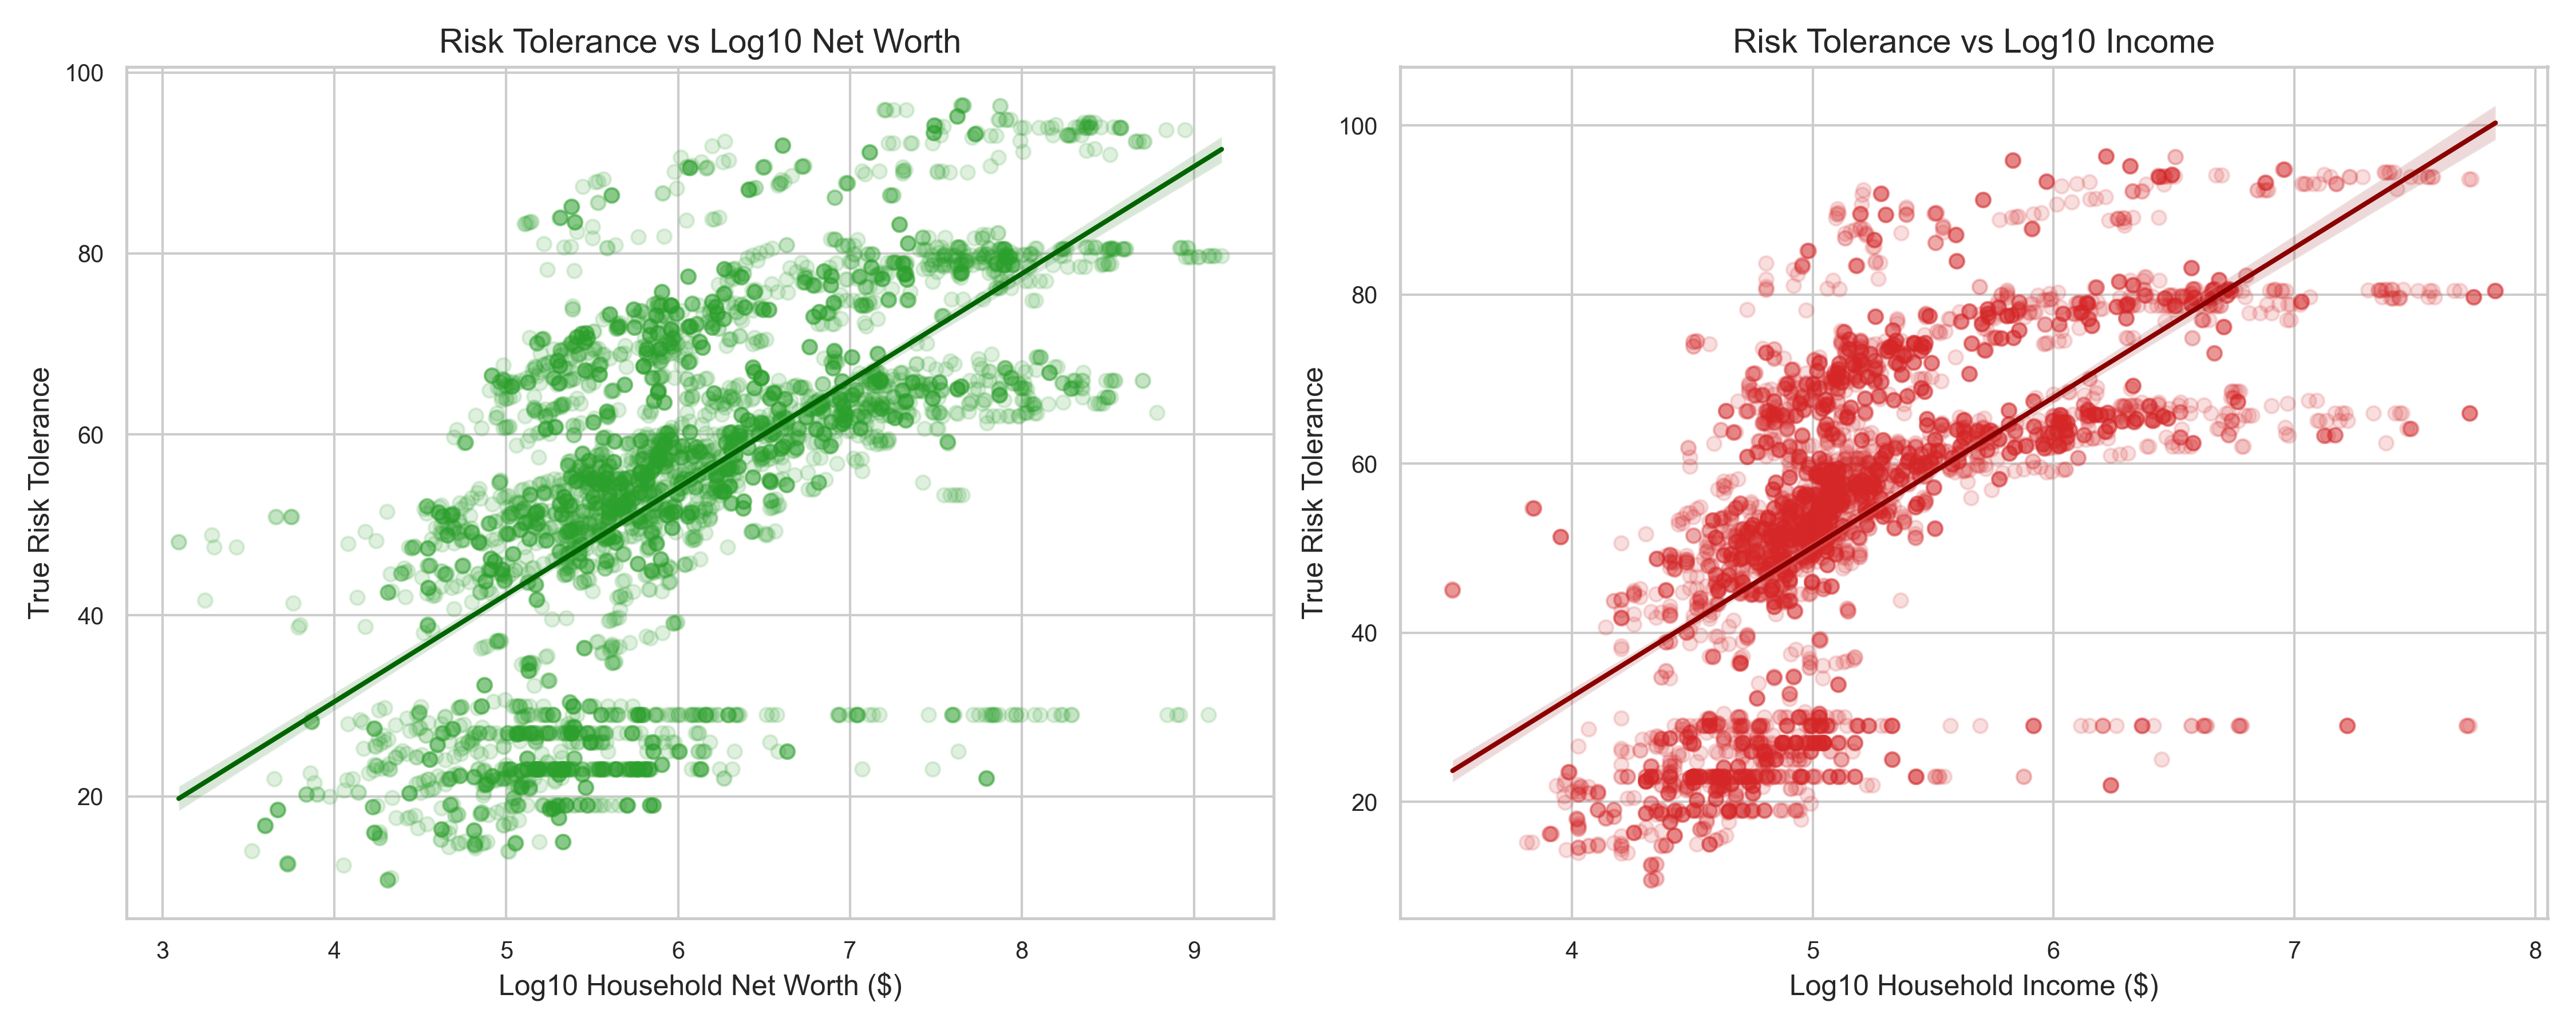 Risk Tolerance vs Log10 Net Worth
100
80
60
40
20
True Risk Tolerance
3 4 5 6 7 8 9
Log10 Household Net Worth ($)
Risk Tolerance vs Log10 Income
100
80
60
40
20
True Risk Tolerance
4 5 6 7 8
Log10 Household Income ($)